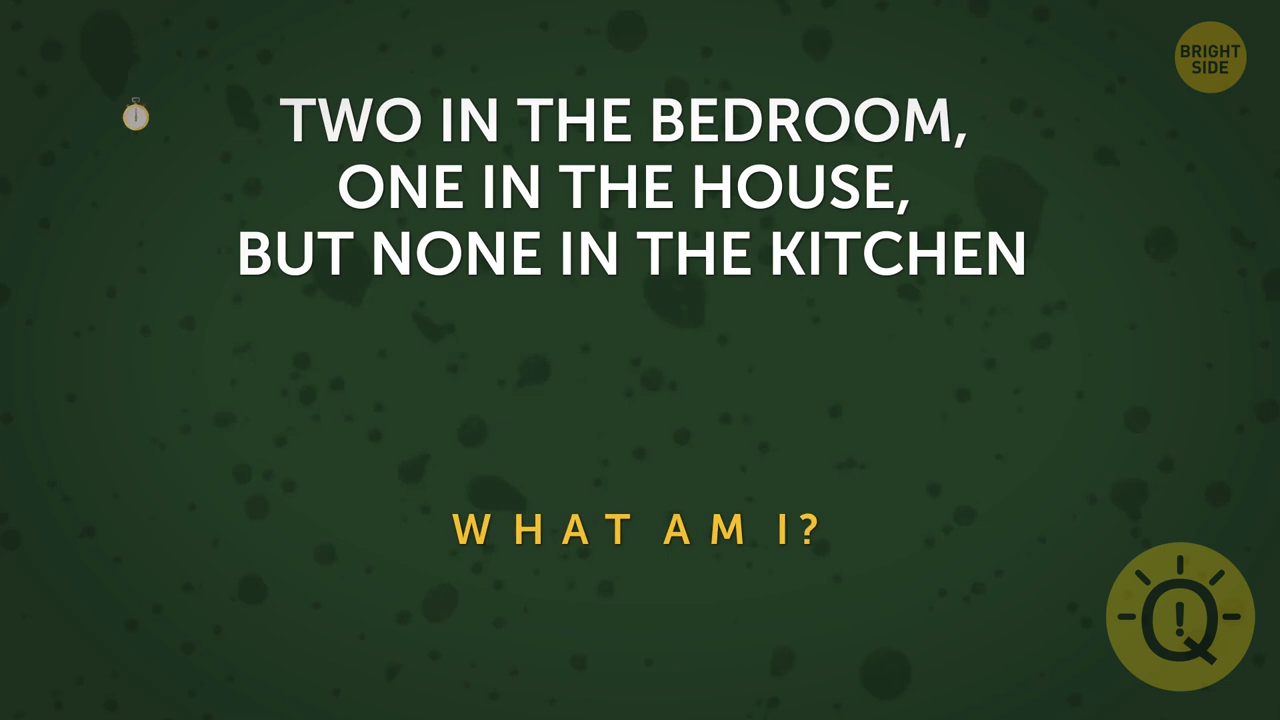 BRIGHT
SIDE
TWO IN THE BEDROOM,
ONE IN THE HOUSE,
BUT NONE IN THE KITCHEN
WHAT AM I?
Q!